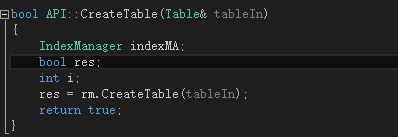 bool API::CreateTable(Table& tableIn)
{
    IndexManager indexMA;
    bool res;
    int i;
    res = rm.CreateTable(tableIn);
    return true;
}